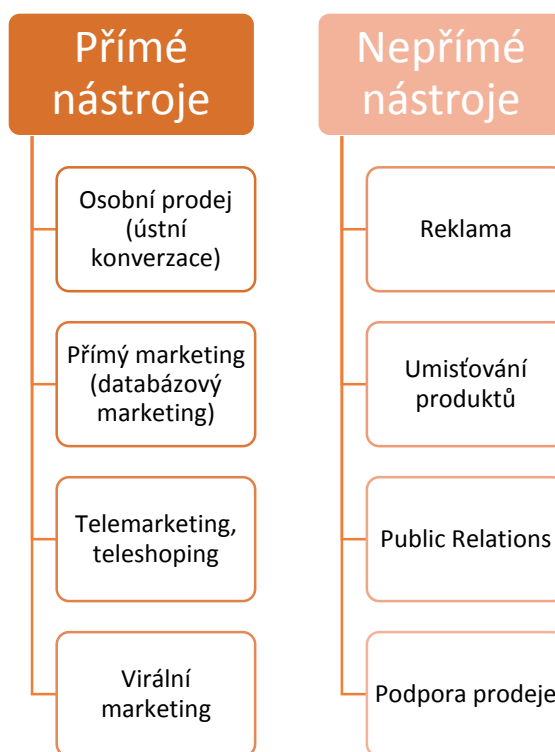 Přímé
nástroje
Osobní prodej
(ústní
konverzace)
Přímý marketing
(databázový
marketing)
Telemarketing,
teleshoping
Virální
marketing
Nepřímé
nástroje
Reklama
Umisťování
produktů
Public Relations
Podpora prodeje